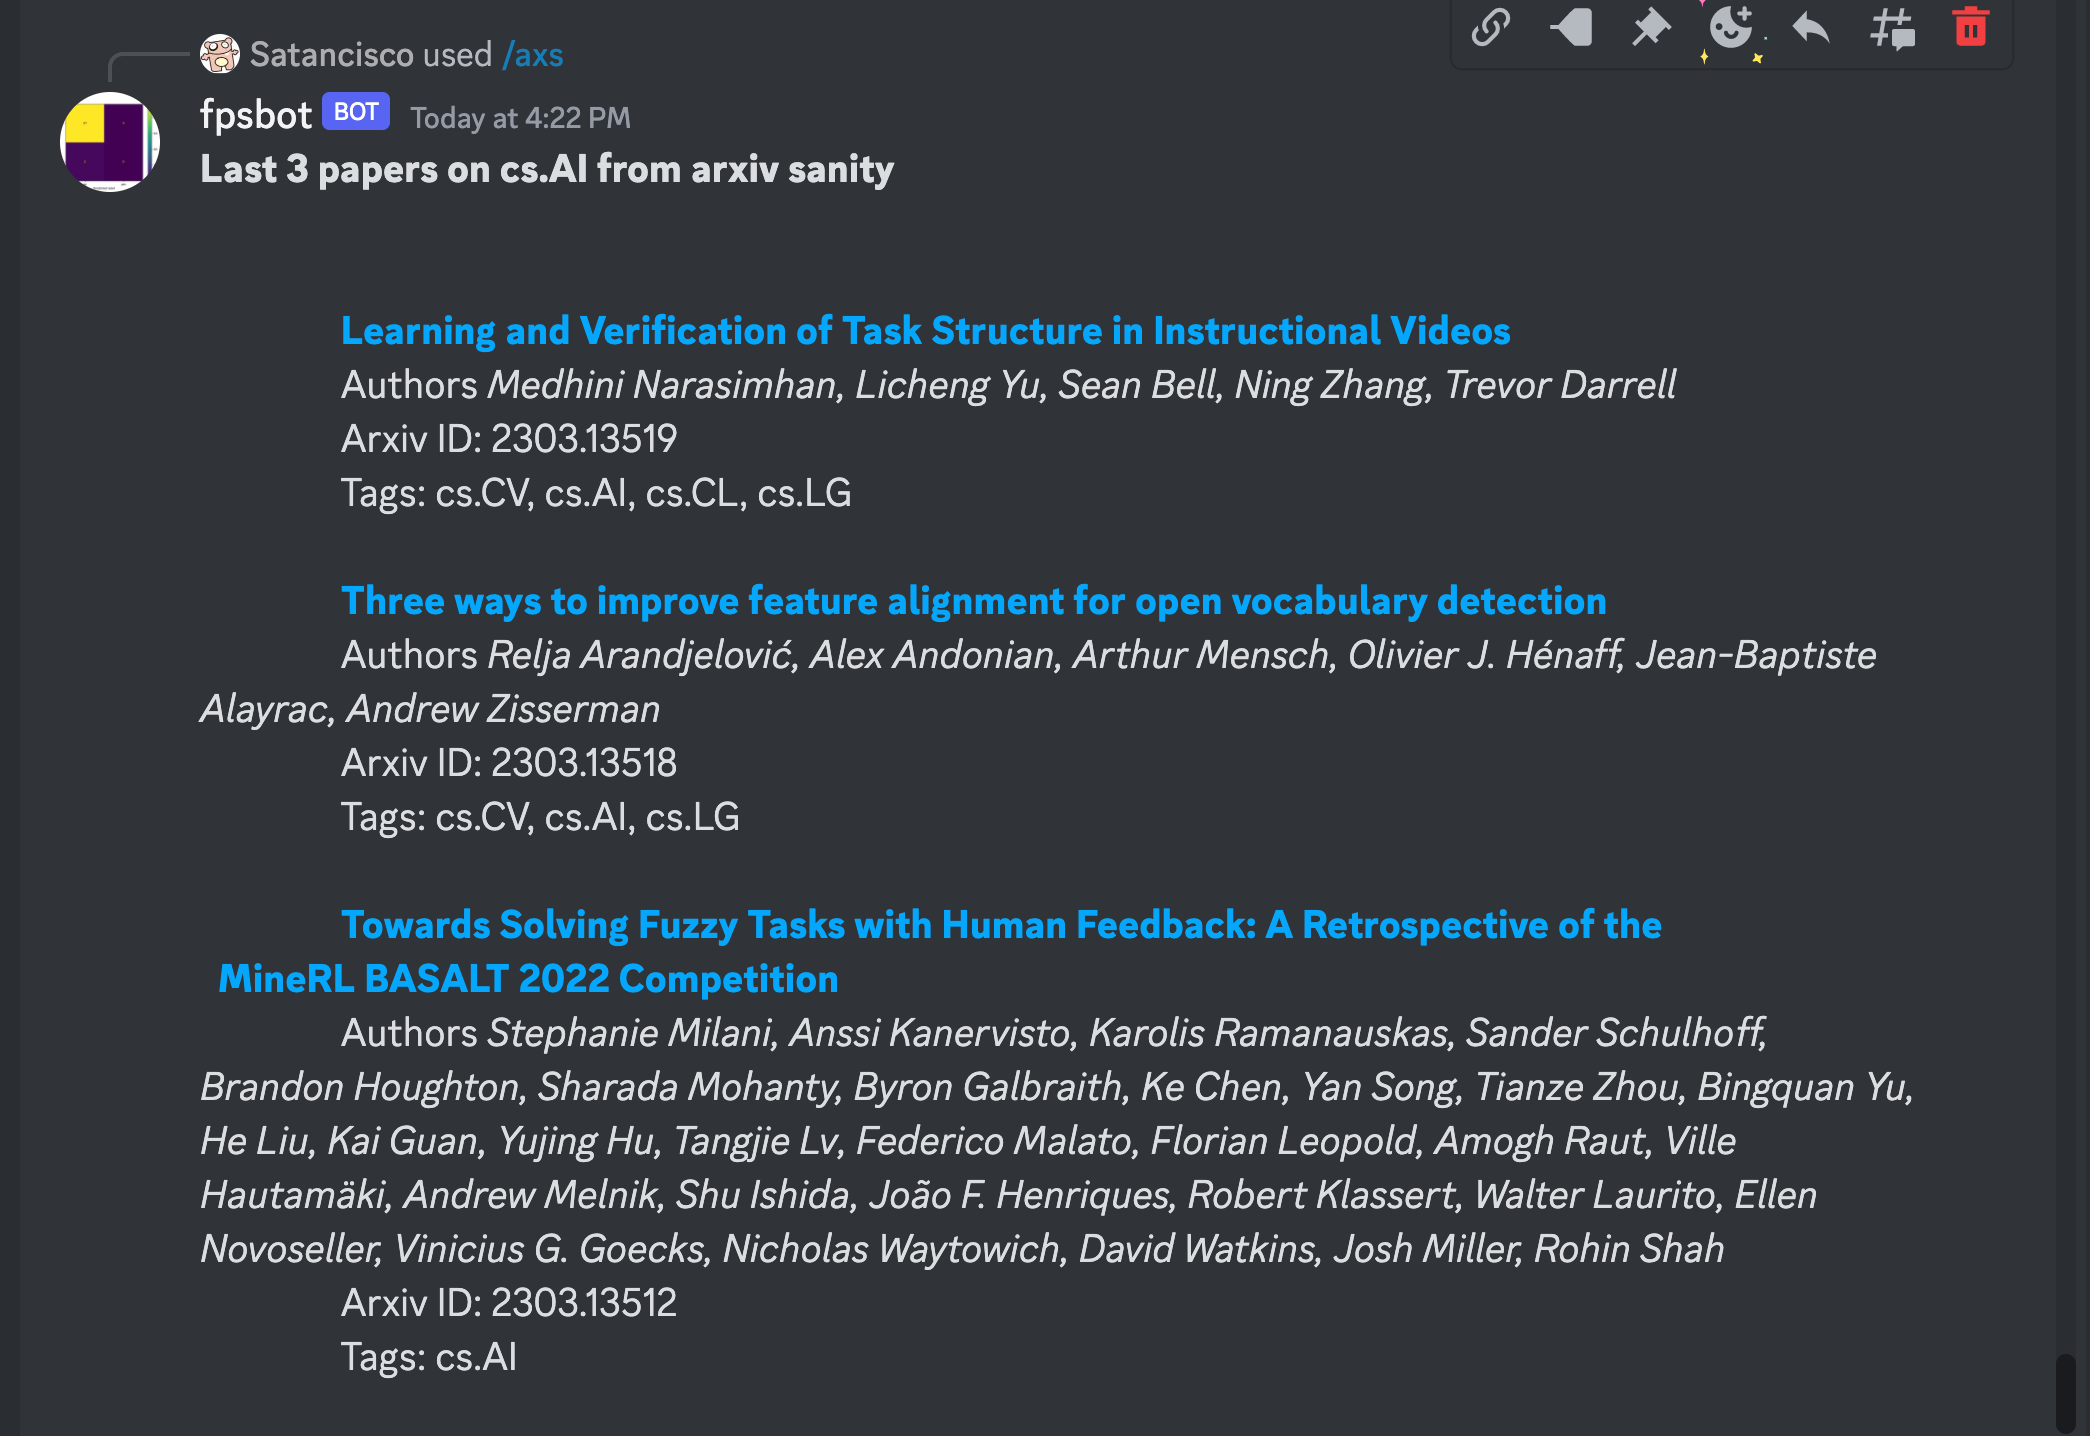 Satancisco used /axs
fpsbot BOT Today at 4:22 PM
Last 3 papers on cs.AI from arxiv sanity
Learning and Verification of Task Structure in Instructional Videos
Authors Medhini Narasimhan, Licheng Yu, Sean Bell, Ning Zhang, Trevor Darrell
Arxiv ID: 2303.13519
Tags: cs.CV, cs.AI, cs.CL, cs.LG
Three ways to improve feature alignment for open vocabulary detection
Authors Relja Arandjelović, Alex Andonian, Arthur Mensch, Olivier J. Hénaff, Jean-Baptiste
Alayrac, Andrew Zisserman
Arxiv ID: 2303.13518
Tags: cs.CV, cs.AI, cs.LG
Towards Solving Fuzzy Tasks with Human Feedback: A Retrospective of the
MineRL BASALT 2022 Competition
Authors Stephanie Milani, Anssi Kanervisto, Karolis Ramanauskas, Sander Schulhoff,
Brandon Houghton, Sharada Mohanty, Byron Galbraith, Ke Chen, Yan Song, Tianze Zhou, Bingquan Yu,
He Liu, Kai Guan, Yujing Hu, Tangjie Lv, Federico Malato, Florian Leopold, Amogh Raut, Ville
Hautamäki, Andrew Melnik, Shu Ishida, João F. Henriques, Robert Klassert, Walter Laurito, Ellen
Novoseller, Vinicius G. Goecks, Nicholas Waytowich, David Watkins, Josh Miller, Rohin Shah
Arxiv ID: 2303.13512
Tags: cs.AI